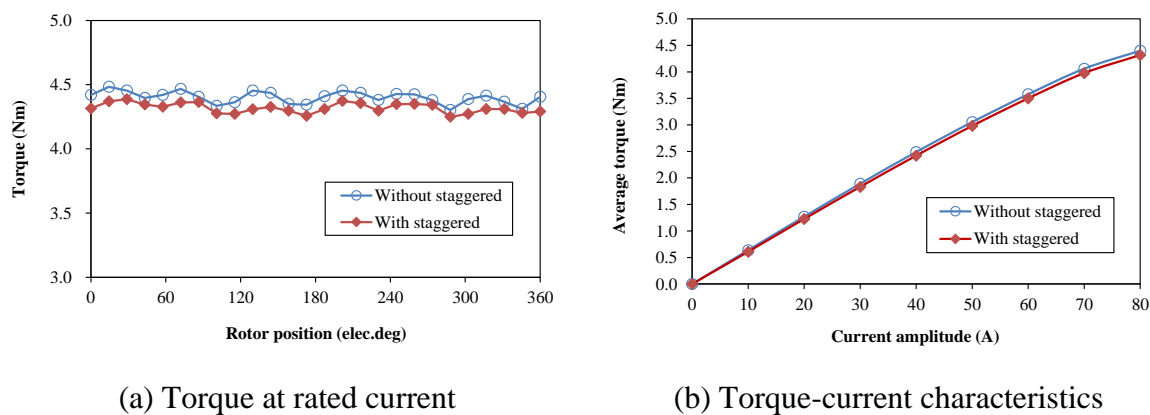 5.0
4.5
4.0
3.5
3.0
Torque (Nm)
0 60 120 180 240 300 360
Rotor position (elec.deg)
Without staggered
With staggered
(a) Torque at rated current
5.0
4.5
4.0
3.5
3.0
2.5
2.0
1.5
1.0
0.5
0.0
Average torque (Nm)
0 10 20 30 40 50 60 70 80
Current amplitude (A)
Without staggered
With staggered
(b) Torque-current characteristics